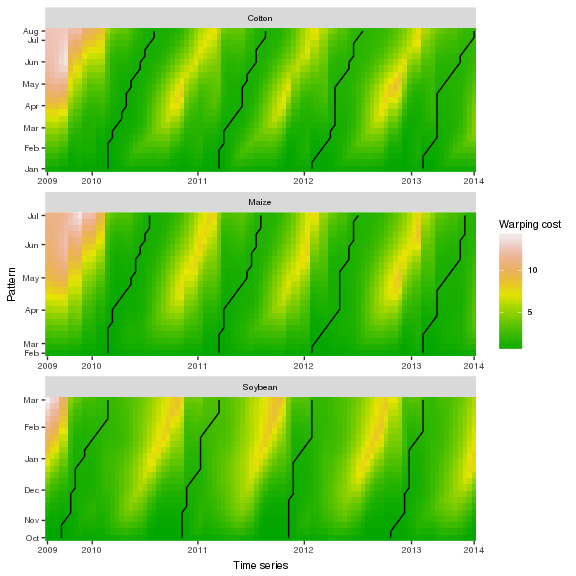 Cotton
Aug
Jul
Jun
May
Apr
Mar
Feb
Jan
2009 2010 2011 2012 2013 2014
Maize
Jul
Jun
May
Apr
Mar
Feb
2009 2010 2011 2012 2013 2014
Soybean
Mar
Feb
Jan
Dec
Nov
Oct
2009 2010 2011 2012 2013 2014
Time series
Pattern
Warping cost
10
5